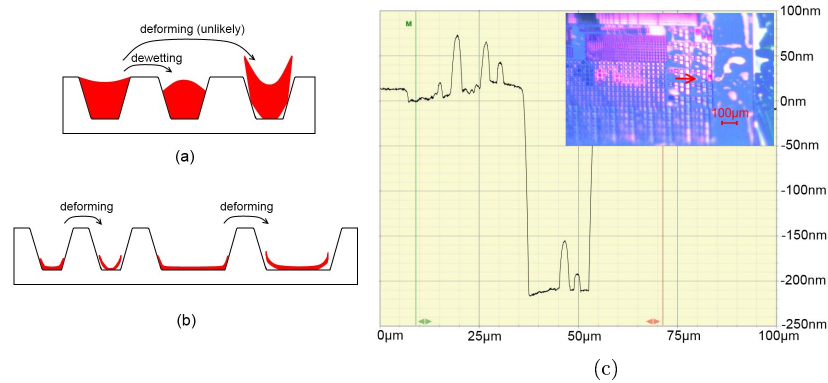 deforming (unlikely)
dewetting
(a)
deforming
deforming
(b)
M
100nm
50nm
0nm
-50nm
-100nm
-150nm
-200nm
-250nm
100μm
0μm
25μm
50μm
75μm
100μm
(c)